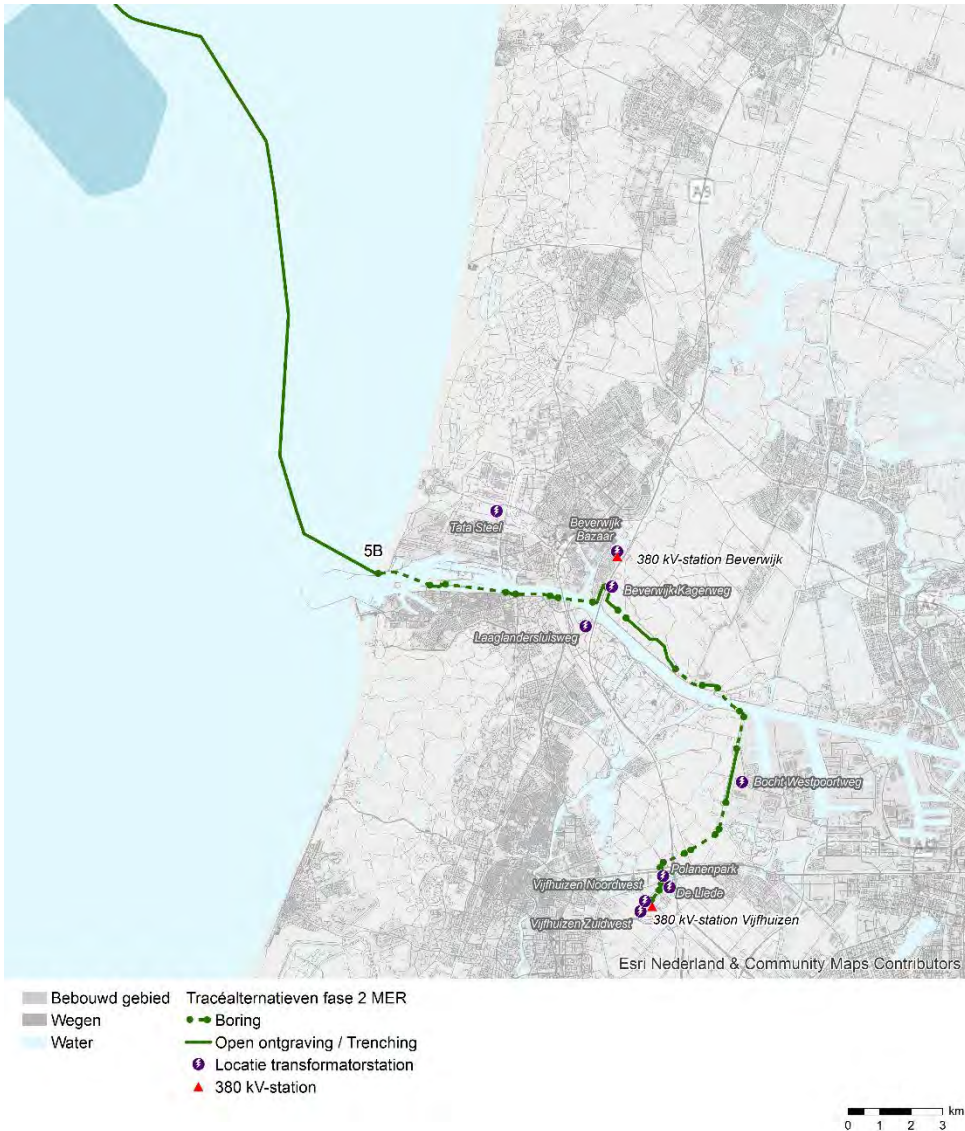 A9
5B
Tata Steel
Beverwijk
Bazaar
380 kV-station Beverwijk
Beverwijk Kagerweg
Laaglandersluisweg
Bocht Westpoortweg
Polanenpark
Vijfhuizen Noordwest
De Liede
Vijfhuizen Zuidwest
380 kV-station Vijfhuizen
Esri Nederland & Community Maps Contributors
Bebouwd gebied
Wegen
Water
Tracéalternatieven fase 2 MER
Boring
Open ontgraving / Trenching
Locatie transformatorstation
380 kV-station
km
0 1 2 3